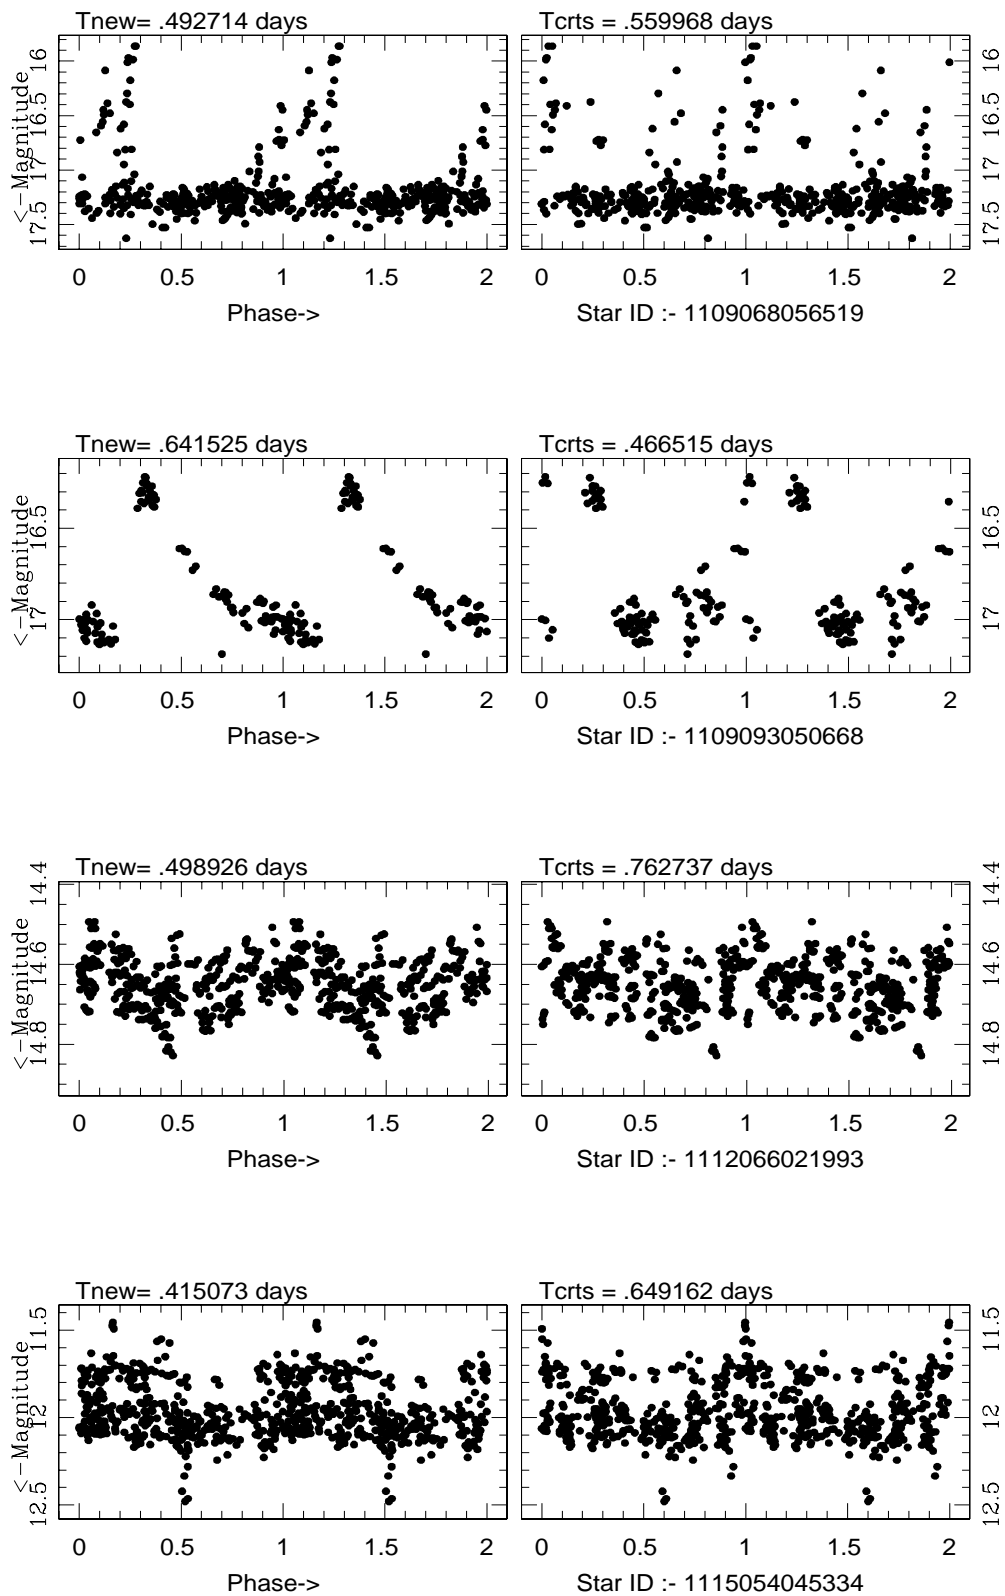 Tnew= .492714 days
Tcrts = .559968 days
<-Magnitude
16
16.5
17
17.5
16
16.5
17
17.5
0 0.5 1 1.5 2
0 0.5 1 1.5 2
Phase->
Star ID :- 1109068056519
Tnew= .641525 days
Tcrts = .466515 days
<-Magnitude
16.5
17
16.5
17
0 0.5 1 1.5 2
0 0.5 1 1.5 2
Phase->
Star ID :- 1109093050668
Tnew= .498926 days
Tcrts = .762737 days
<-Magnitude
14.4
14.6
14.8
14.4
14.6
14.8
0 0.5 1 1.5 2
0 0.5 1 1.5 2
Phase->
Star ID :- 1112066021993
Tnew= .415073 days
Tcrts = .649162 days
<-Magnitude
11.5
12
12.5
11.5
12
12.5
0 0.5 1 1.5 2
0 0.5 1 1.5 2
Phase->
Star ID :- 1115054045334